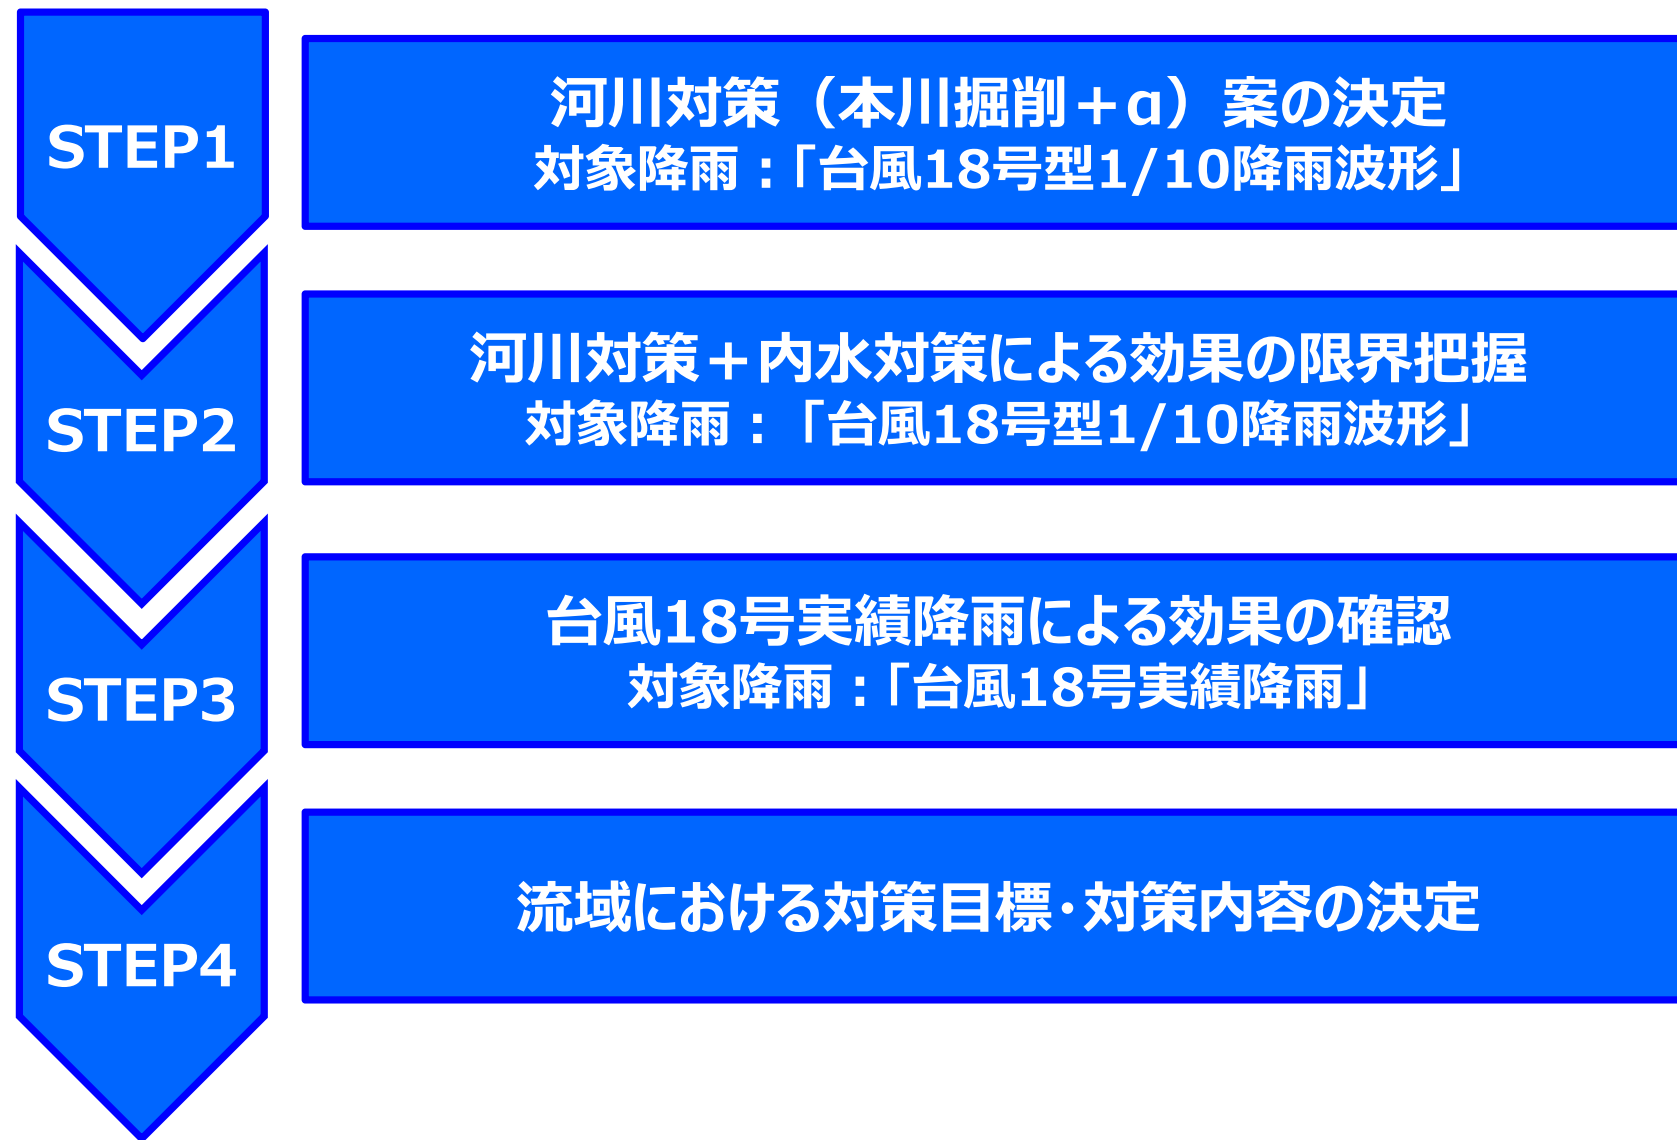 STEP1
河川対策（本川掘削＋α）案の決定
対象降雨：「台風18号型1/10降雨波形」
STEP2
河川対策＋内水対策による効果の限界把握
対象降雨：「台風18号型1/10降雨波形」
STEP3
台風18号実績降雨による効果の確認
対象降雨：「台風18号実績降雨」
STEP4
流域における対策目標・対策内容の決定